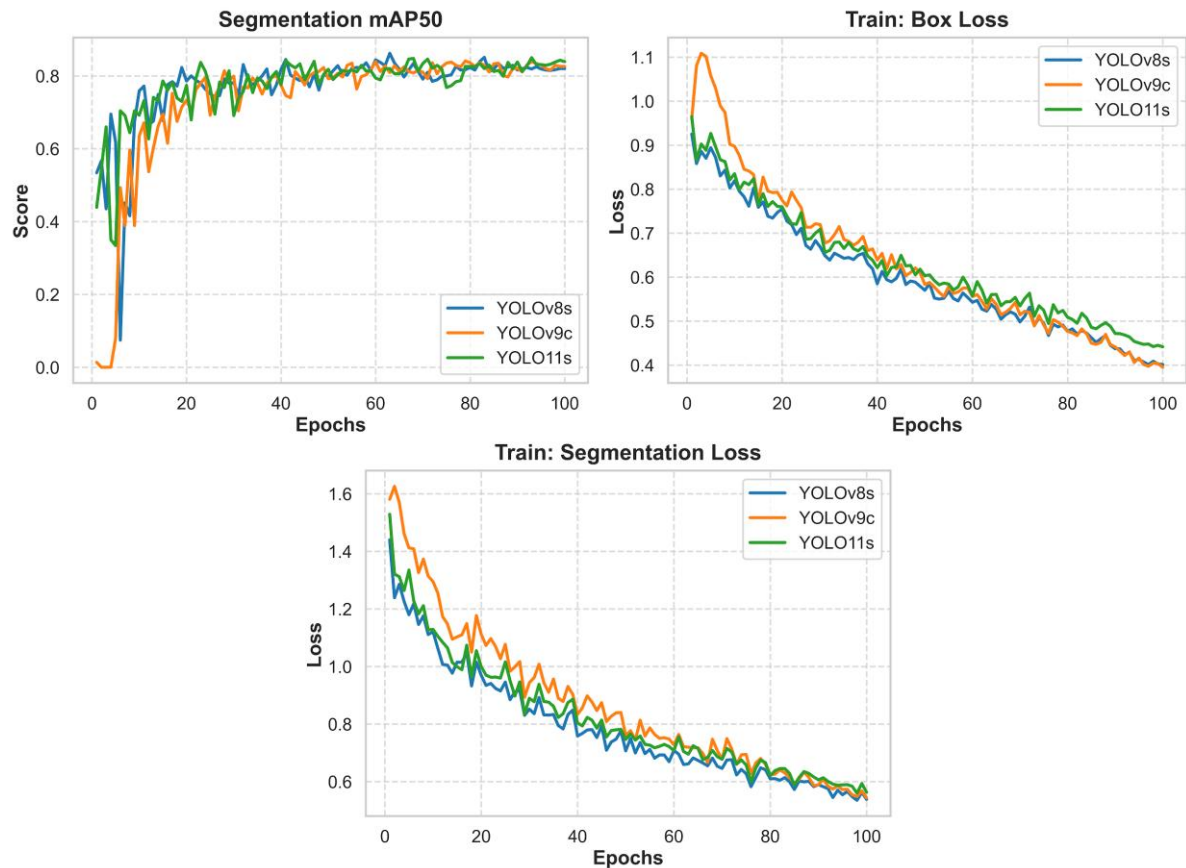 Segmentation mAP50
Score
0.8
0.6
0.4
0.2
0.0
YOLOv8s
YOLOv9c
YOLO11s
0 20 40 60 80 100
Epochs
Train: Box Loss
Loss
1.1
1.0
0.9
0.8
0.7
0.6
0.5
0.4
YOLOv8s
YOLOv9c
YOLO11s
0 20 40 60 80 100
Epochs
Train: Segmentation Loss
Loss
1.6
1.4
1.2
1.0
0.8
0.6
YOLOv8s
YOLOv9c
YOLO11s
0 20 40 60 80 100
Epochs